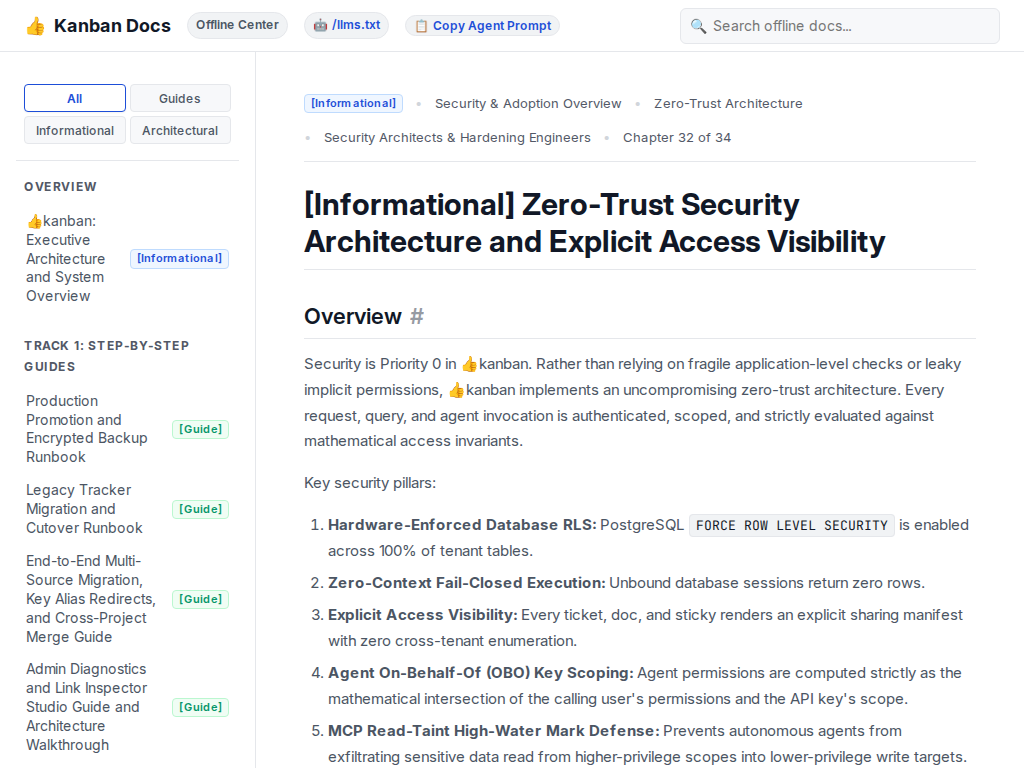 👍 Kanban Docs
Offline Center
🤖 /llms.txt
📋 Copy Agent Prompt
🔍 Search offline docs...
All
Guides
Informational
Architectural
OVERVIEW
👍kanban:
Executive
Architecture
and System
Overview
[Informational]
TRACK 1: STEP-BY-STEP
GUIDES
Production
Promotion and
Encrypted Backup
Runbook
[Guide]
Legacy Tracker
Migration and
Cutover Runbook
[Guide]
End-to-End Multi-
Source Migration,
Key Alias Redirects,
and Cross-Project
Merge Guide
[Guide]
Admin Diagnostics
and Link Inspector
Studio Guide and
Architecture
Walkthrough
[Guide]
[Informational] • Security & Adoption Overview • Zero-Trust Architecture
• Security Architects & Hardening Engineers • Chapter 32 of 34
[Informational] Zero-Trust Security
Architecture and Explicit Access Visibility
Overview #
Security is Priority 0 in 👍kanban. Rather than relying on fragile application-level checks or leaky
implicit permissions, 👍kanban implements an uncompromising zero-trust architecture. Every
request, query, and agent invocation is authenticated, scoped, and strictly evaluated against
mathematical access invariants.
Key security pillars:
1. Hardware-Enforced Database RLS: PostgreSQL FORCE ROW LEVEL SECURITY is enabled
across 100% of tenant tables.
2. Zero-Context Fail-Closed Execution: Unbound database sessions return zero rows.
3. Explicit Access Visibility: Every ticket, doc, and sticky renders an explicit sharing manifest
with zero cross-tenant enumeration.
4. Agent On-Behalf-Of (OBO) Key Scoping: Agent permissions are computed strictly as the
mathematical intersection of the calling user's permissions and the API key's scope.
5. MCP Read-Taint High-Water Mark Defense: Prevents autonomous agents from
exfiltrating sensitive data read from higher-privilege scopes into lower-privilege write targets.